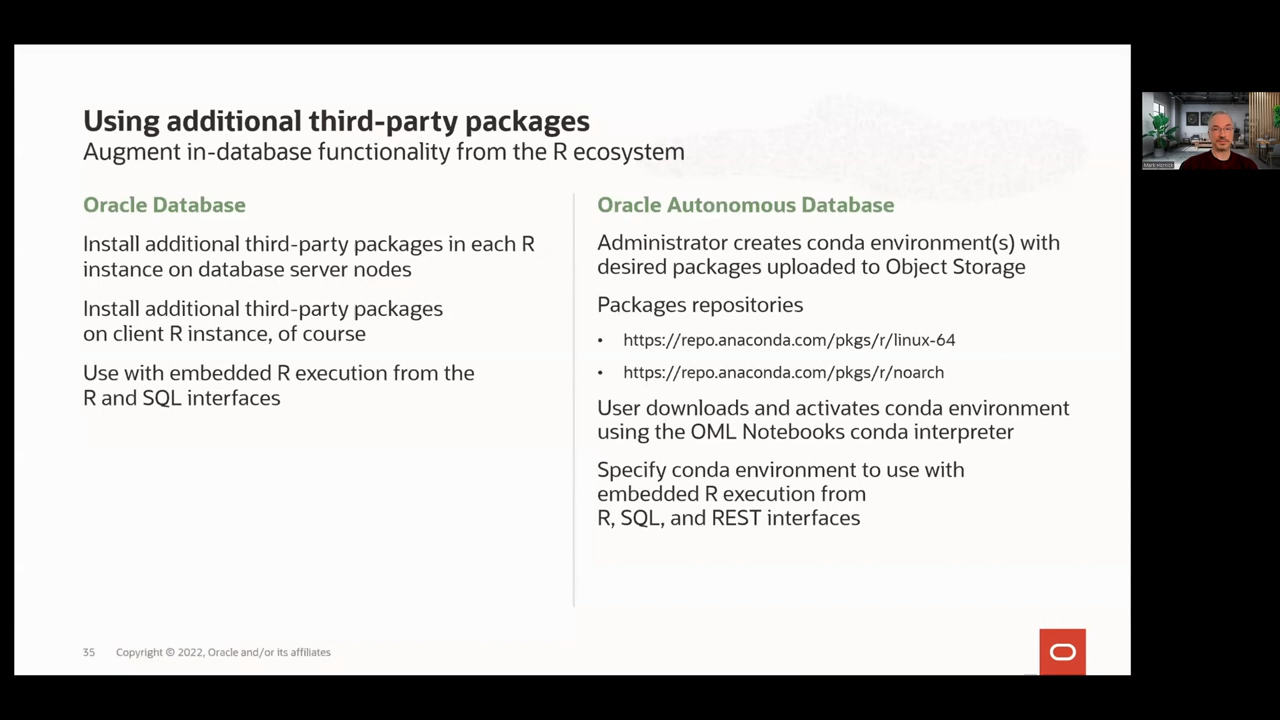 Using additional third-party packages
Augment in-database functionality from the R ecosystem
Oracle Database
Install additional third-party packages in each R
instance on database server nodes
Install additional third-party packages
on client R instance, of course
Use with embedded R execution from the
R and SQL interfaces
Oracle Autonomous Database
Administrator creates conda environment(s) with
desired packages uploaded to Object Storage
Packages repositories
• https://repo.anaconda.com/pkgs/r/linux-64
• https://repo.anaconda.com/pkgs/r/noarch
User downloads and activates conda environment
using the OML Notebooks conda interpreter
Specify conda environment to use with
embedded R execution from
R, SQL, and REST interfaces
35 Copyright © 2022, Oracle and/or its affiliates
Mark Hornick